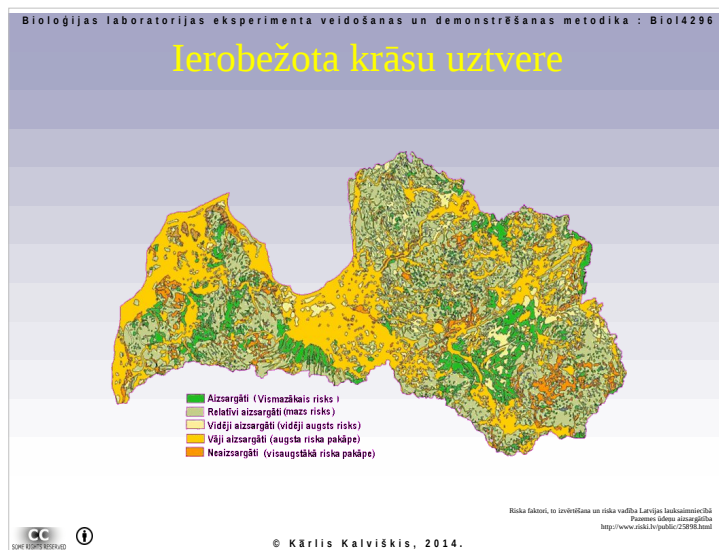 Bioloģijas laboratorijas eksperimenta veidošanas un demonstrēšanas metodika : Biol4296
Ierobežota krāsu uztvere
Aizsargāti (Vismazākais risks)
Relatīvi aizsargāti (mazs risks)
Vidēji aizsargāti (vidēji augsts risks)
Vāji aizsargāti (augsta riska pakāpe)
Neaizsargāti (visaugstākā riska pakāpe)
Riska faktori, to izvērtēšana un riska vadība Latvijas lauksaimniecībā
Pazemes ūdeņu aizsargātība
http://www.riski.lv/public/25898.html
CC
SOME RIGHTS RESERVED
© Kārlis Kalviškis, 2014.